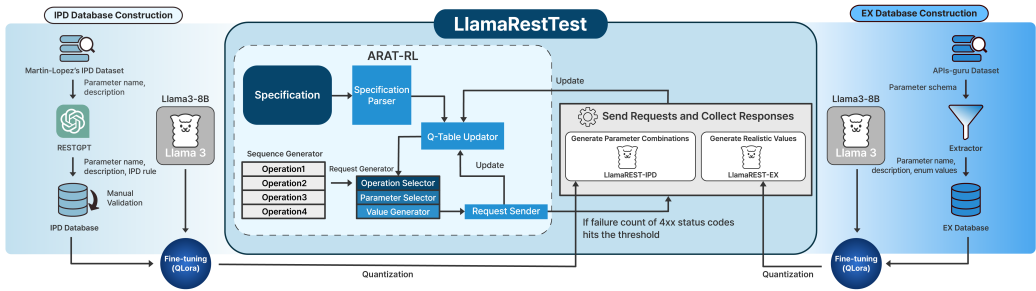 IPD Database Construction
LlamaRestTest
EX Database Construction
Martin-Lopez's IPD Dataset
Parameter name,
description
RESTGPT
Parameter name,
description, IPD rule
Manual
Validation
IPD Database
Llama3-8B
Llama 3
Fine-tuning
(QLora)
ARAT-RL
Specification
Specification
Parser
Q-Table Updator
Update
Sequence Generator
Operation1
Operation2
Operation3
Operation4
Request Generator
Operation Selector
Parameter Selector
Value Generator
Update
Request Sender
Send Requests and Collect Responses
Generate Parameter Combinations
LlamaREST-IPD
Generate Realistic Values
LlamaREST-EX
If failure count of 4xx status codes
hits the threshold
Quantization
Quantization
APIs-guru Dataset
Parameter schema
Extractor
Parameter name,
description, enum values
EX Database
Llama3-8B
Llama 3
Fine-tuning
(QLora)